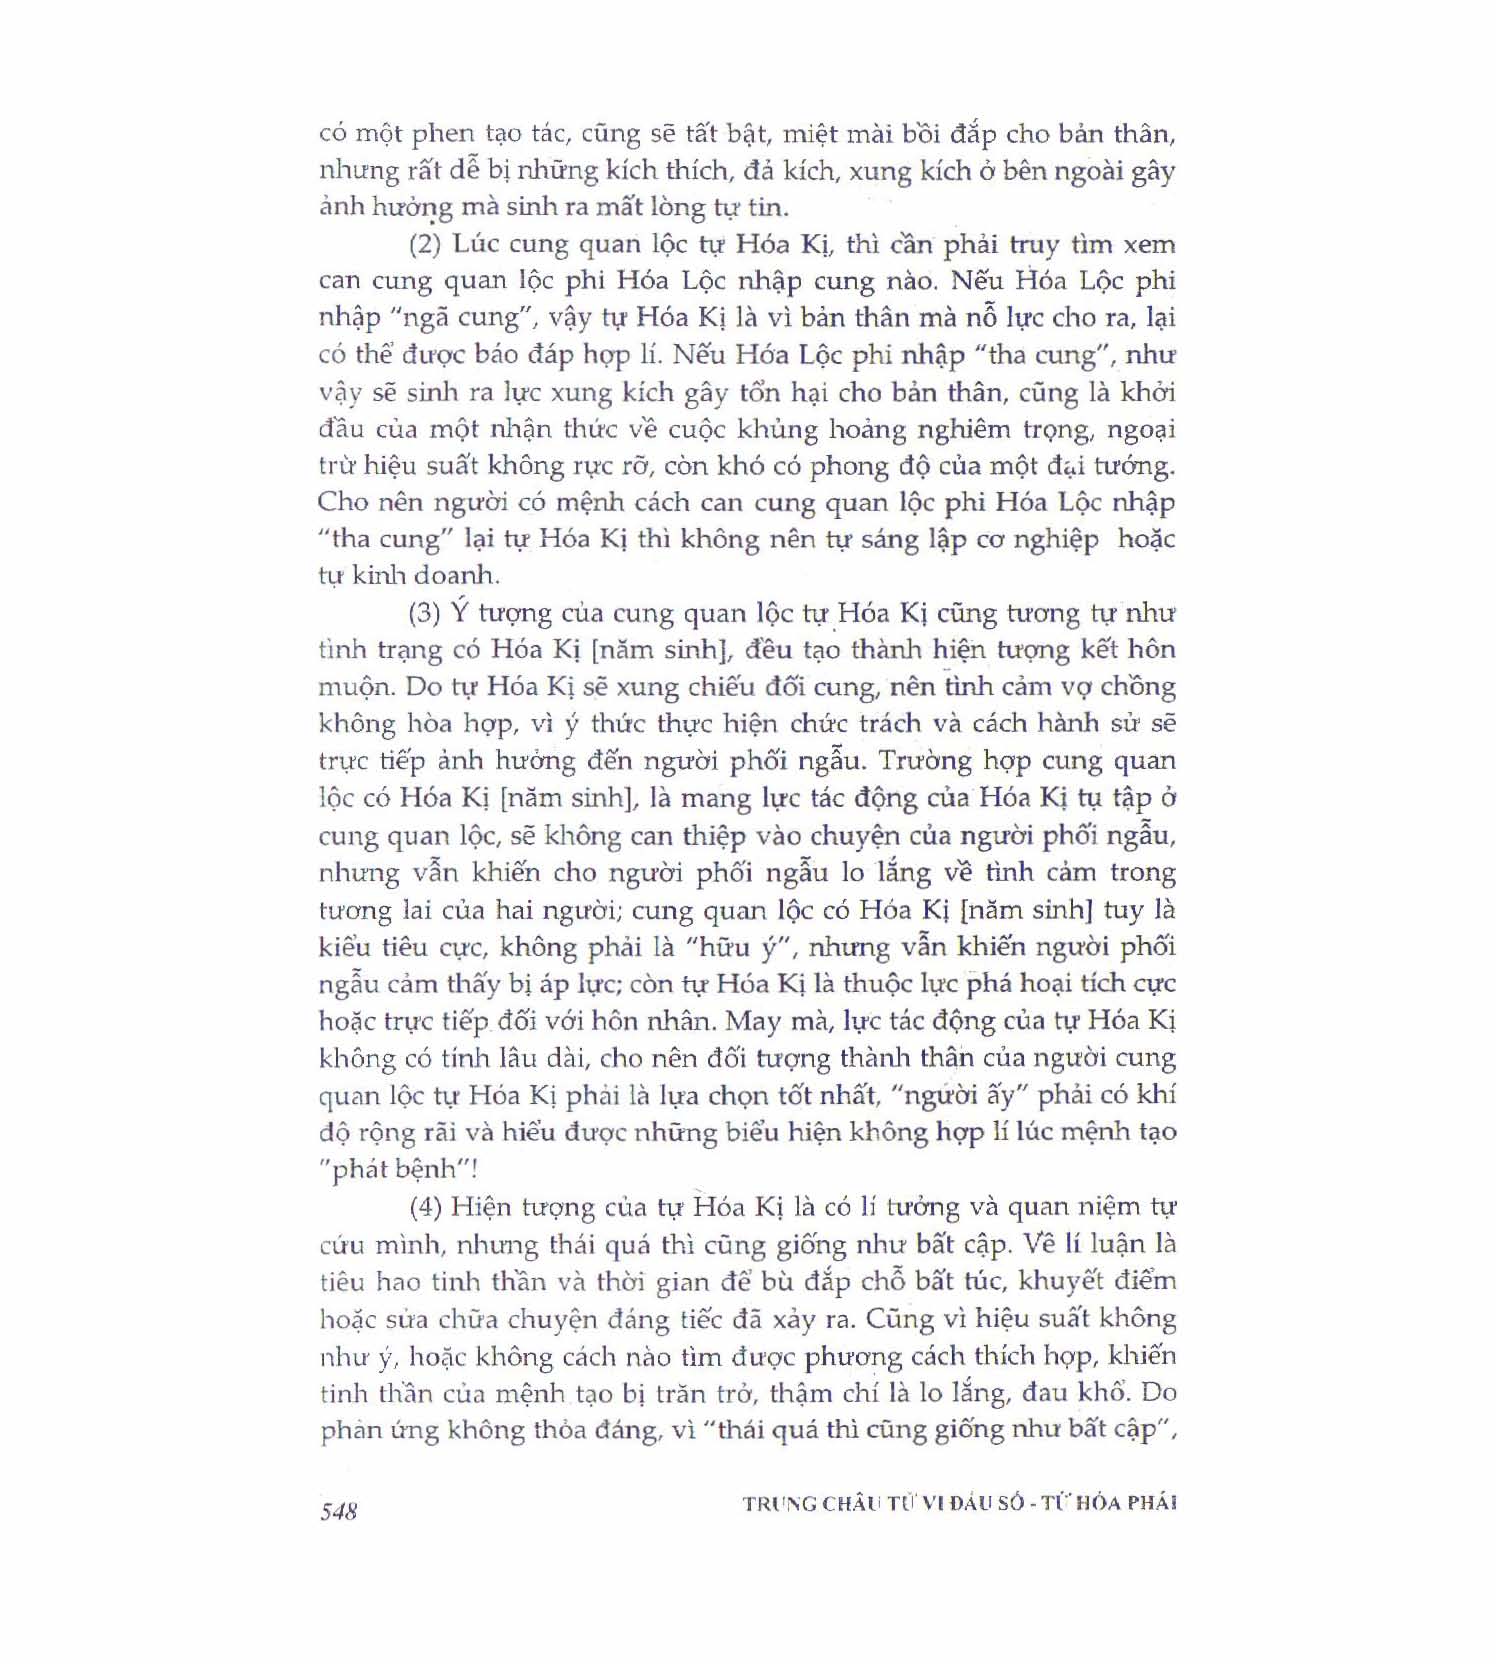 có một phen tạo tác, cũng sẽ tất bật, miệt mài bồi đắp cho bản thân,
nhưng rất dễ bị những kích thích, đả kích, xung kích ở bên ngoài gây
ảnh hưởng mà sinh ra mất lòng tự tin.
(2) Lúc cung quan lộc tự Hóa Kị, thì cần phải truy tìm xem
can cung quan lộc phi Hóa Lộc nhập cung nào. Nếu Hóa Lộc phi
nhập "ngã cung", vậy tự Hóa Kị là vì bản thân mà nỗ lực cho ra, lại
có thể được báo đáp hợp lí. Nếu Hóa Lộc phi nhập "tha cung", như
vậy sẽ sinh ra lực xung kích gây tổn hại cho bản thân, cũng là khởi
đầu của một nhận thức về cuộc khủng hoảng nghiêm trọng, ngoại
trừ hiệu suất không rực rỡ, còn khó có phong độ của một đại tướng.
Cho nên người có mệnh cách can cung quan lộc phi Hóa Lộc nhập
"tha cung" lại tự Hóa Kị thì không nên tự sáng lập cơ nghiệp hoặc
tự kinh doanh.
(3) Ý tượng của cung quan lộc tự Hóa Kị cũng tương tự như
tình trạng có Hóa Kị [năm sinh], đều tạo thành hiện tượng kết hôn
muộn. Do tự Hóa Kị sẽ xung chiếu đối cung, nên tình cảm vợ chồng
không hòa hợp, vì ý thức thực hiện chức trách và cách hành sử sẽ
trực tiếp ảnh hưởng đến người phối ngẫu. Trường hợp cung quan
lộc có Hóa Kị [năm sinh], là mang lực tác động của Hóa Kị tụ tập ở
cung quan lộc, sẽ không can thiệp vào chuyện của người phối ngẫu,
nhưng vẫn khiến cho người phối ngẫu lo lắng về tình cảm trong
tương lai của hai người; cung quan lộc có Hóa Kị [năm sinh] tuy là
kiểu tiêu cực, không phải là "hữu ý", nhưng vẫn khiến người phối
ngẫu cảm thấy bị áp lực; còn tự Hóa Kị là thuộc lực phá hoại tích cực
hoặc trực tiếp đối với hôn nhân. May mà, lực tác động của tự Hóa Kị
không có tính lâu dài, cho nên đối tượng thành thân của người cung
quan lộc tự Hóa Kị phải là lựa chọn tốt nhất, "người ấy" phải có khí
độ rộng rãi và hiểu được những biểu hiện không hợp lí lúc mệnh tạo
"phát bệnh"!
(4) Hiện tượng của tự Hóa Kị là có lí tưởng và quan niệm tự
cứu mình, nhưng thái quá thì cũng giống như bất cập. Về lí luận là
tiêu hao tinh thần và thời gian để bù đắp chỗ bất túc, khuyết điểm
hoặc sửa chữa chuyện đáng tiếc đã xảy ra. Cũng vì hiệu suất không
như ý, hoặc không cách nào tìm được phương cách thích hợp, khiến
tinh thần của mệnh tạo bị trăn trở, thậm chí là lo lắng, đau khổ. Do
phản ứng không thỏa đáng, vì "thái quá thì cũng giống như bất cập",
548
TRUNG CHÂU TỬ VI ĐẨU SỐ - TỨ HÓA PHÁI